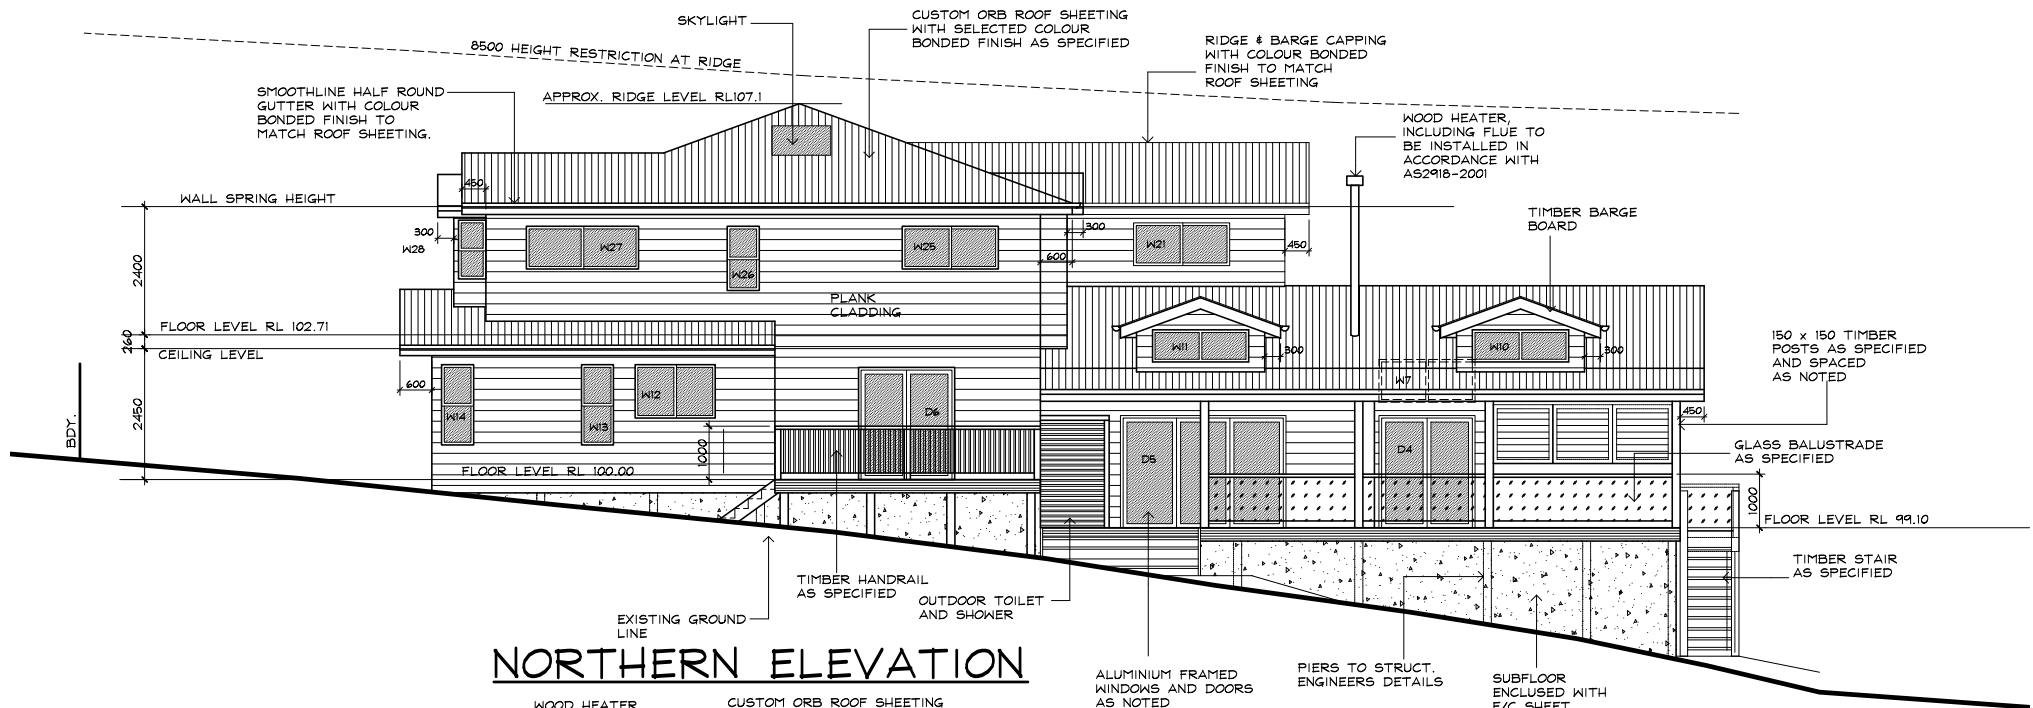 SKYLIGHT
CUSTOM ORB ROOF SHEETING
WITH SELECTED COLOUR
BONDED FINISH AS SPECIFIED
8500 HEIGHT RESTRICTION AT RIDGE
RIDGE & BARGE CAPPING
WITH COLOUR BONDED
FINISH TO MATCH
ROOF SHEETING
SMOOTHLINE HALF ROUND
GUTTER WITH COLOUR
BONDED FINISH TO
MATCH ROOF SHEETING.
APPROX. RIDGE LEVEL RL107.1
WOOD HEATER,
INCLUDING FLUE TO
BE INSTALLED IN
ACCORDANCE WITH
AS2918-2001
450
WALL SPRING HEIGHT
TIMBER BARGE
BOARD
300
W28
W27
W26
W25
300
600
W21
450
2400
PLANK
CLADDING
FLOOR LEVEL RL 102.71
260
CEILING LEVEL
W11
300
W10
300
150 x 150 TIMBER
POSTS AS SPECIFIED
AND SPACED
AS NOTED
600
W12
W7
2450
W14
W13
D6
450
BDY.
1000
D5
D4
GLASS BALUSTRADE
AS SPECIFIED
FLOOR LEVEL RL 100.00
1000
FLOOR LEVEL RL 99.10
TIMBER STAIR
AS SPECIFIED
TIMBER HANDRAIL
AS SPECIFIED
OUTDOOR TOILET
AND SHOWER
EXISTING GROUND
LINE
NORTHERN ELEVATION
ALUMINIUM FRAMED
WINDOWS AND DOORS
AS NOTED
PIERS TO STRUCT.
ENGINEERS DETAILS
SUBFLOOR
ENCLUSED WITH
F/C SHEET
WOOD HEATER
CUSTOM ORB ROOF SHEETING